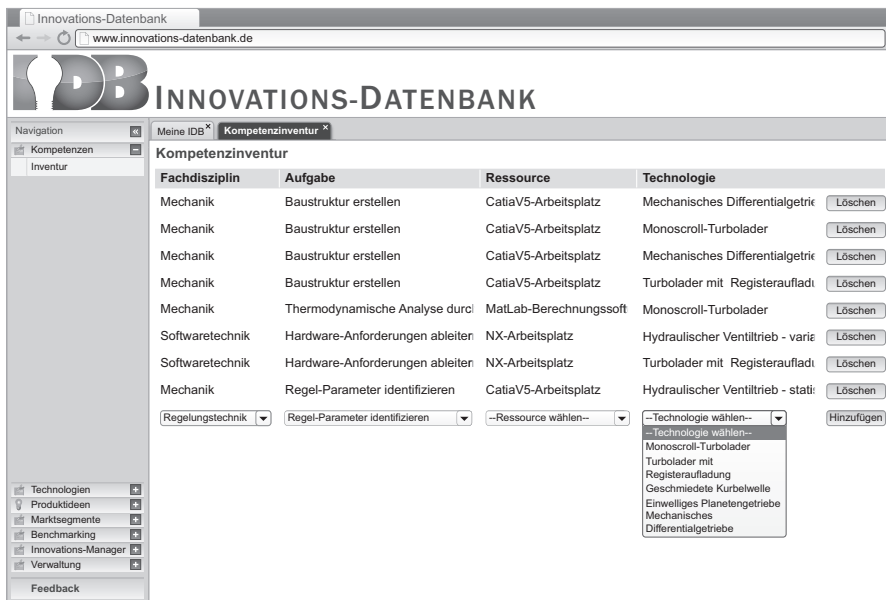 Innovations-Datenbank
www.innovations-datenbank.de
IDB INNOVATIONS-DATENBANK
Navigation «
Meine IDB x Kompetenzinventur x
Kompetenzen −
Inventur
Kompetenzinventur
Fachdisziplin Aufgabe Ressource Technologie
Mechanik Baustruktur erstellen CatiaV5-Arbeitsplatz Mechanisches Differentialgetrie Löschen
Mechanik Baustruktur erstellen CatiaV5-Arbeitsplatz Monoscroll-Turbolader Löschen
Mechanik Baustruktur erstellen CatiaV5-Arbeitsplatz Mechanisches Differentialgetrie Löschen
Mechanik Baustruktur erstellen CatiaV5-Arbeitsplatz Turbolader mit Registeraufladu Löschen
Mechanik Thermodynamische Analyse durcl MatLab-Berechnungssoft Monoscroll-Turbolader Löschen
Softwaretechnik Hardware-Anforderungen ableiten NX-Arbeitsplatz Hydraulischer Ventiltrieb - varia Löschen
Softwaretechnik Hardware-Anforderungen ableiten NX-Arbeitsplatz Turbolader mit Registeraufladu Löschen
Mechanik Regel-Parameter identifizieren CatiaV5-Arbeitsplatz Hydraulischer Ventiltrieb - stati Löschen
Regelungstechnik Regel-Parameter identifizieren --Ressource wählen-- --Technologie wählen-- Hinzufügen
--Technologie wählen--
Monoscroll-Turbolader
Turbolader mit
Registeraufladung
Geschmiedete Kurbelwelle
Einwelliges Planetengetriebe
Mechanisches
Differentialgetriebe
Technologien +
Produktideen +
Marktsegmente +
Benchmarking +
Innovations-Manager +
Verwaltung +
Feedback